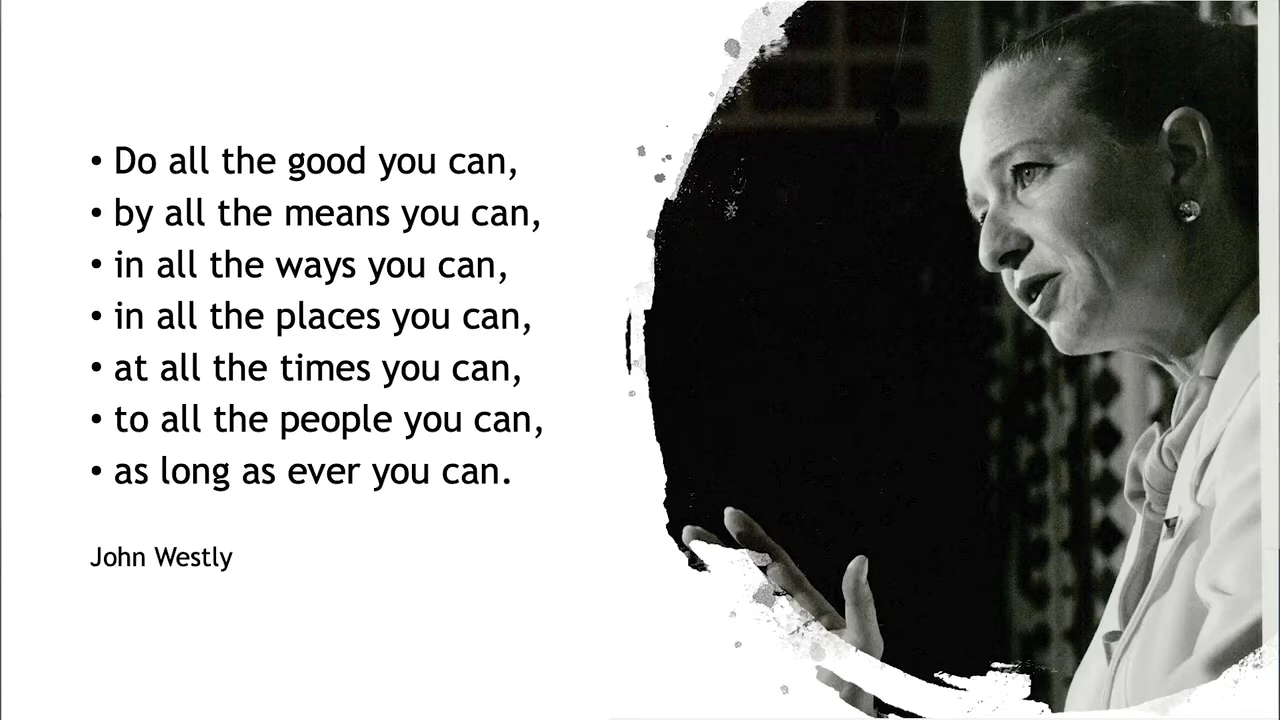 • Do all the good you can,
• by all the means you can,
• in all the ways you can,
• in all the places you can,
• at all the times you can,
• to all the people you can,
• as long as ever you can.
John Westly